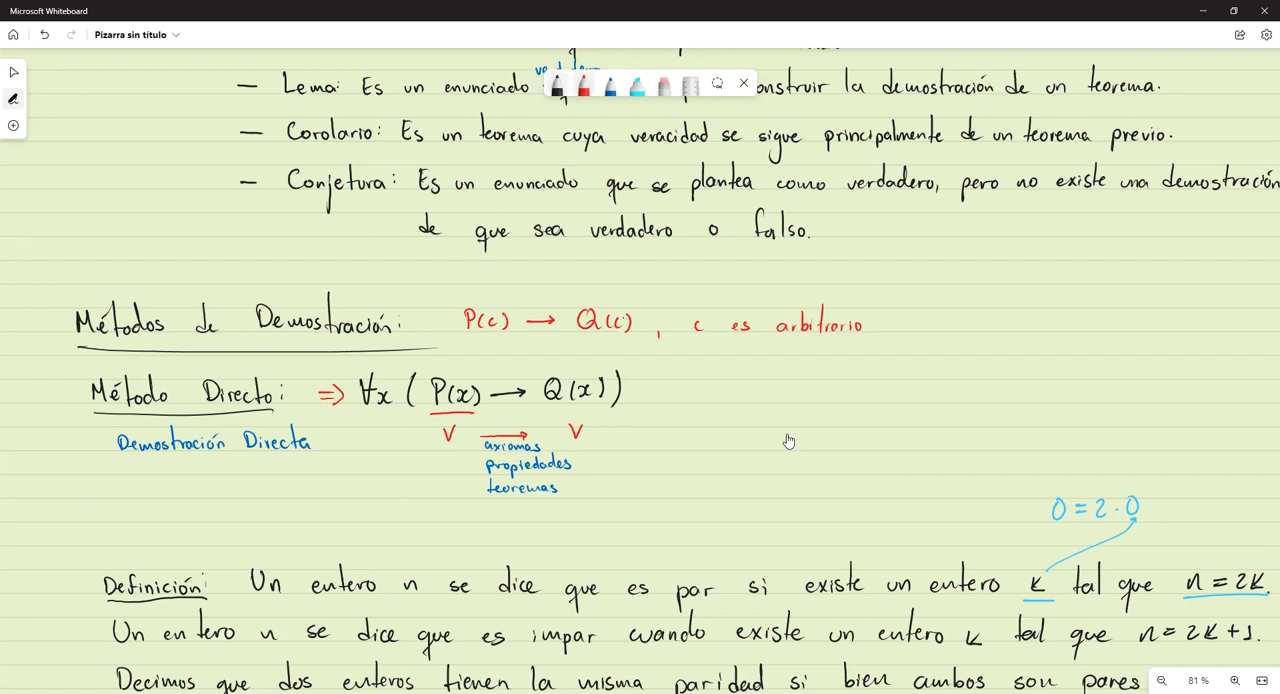 Microsoft Whiteboard
Pizarra sin título
— Lema: Es un enunciado construir la demostración de un teorema.
— Corolario: Es un teorema cuya veracidad se sigue principalmente de un teorema previo.
— Conjetura: Es un enunciado que se plantea como verdadero, pero no existe una demostración
de que sea verdadero o falso.
Métodos de Demostración: P(c) → Q(c), c es arbitrario
Método Directo: ⇒ ∀x ( P(x) → Q(x))
Demostración Directa V → V
axiomas
propiedades
teoremas
0 = 2 · 0
Definición: Un entero n se dice que es par si existe un entero k tal que n = 2k.
Un entero n se dice que es impar cuando existe un entero k tal que n = 2k + 1.
Decimos que dos enteros tienen la misma paridad si bien ambos son pares
81 %